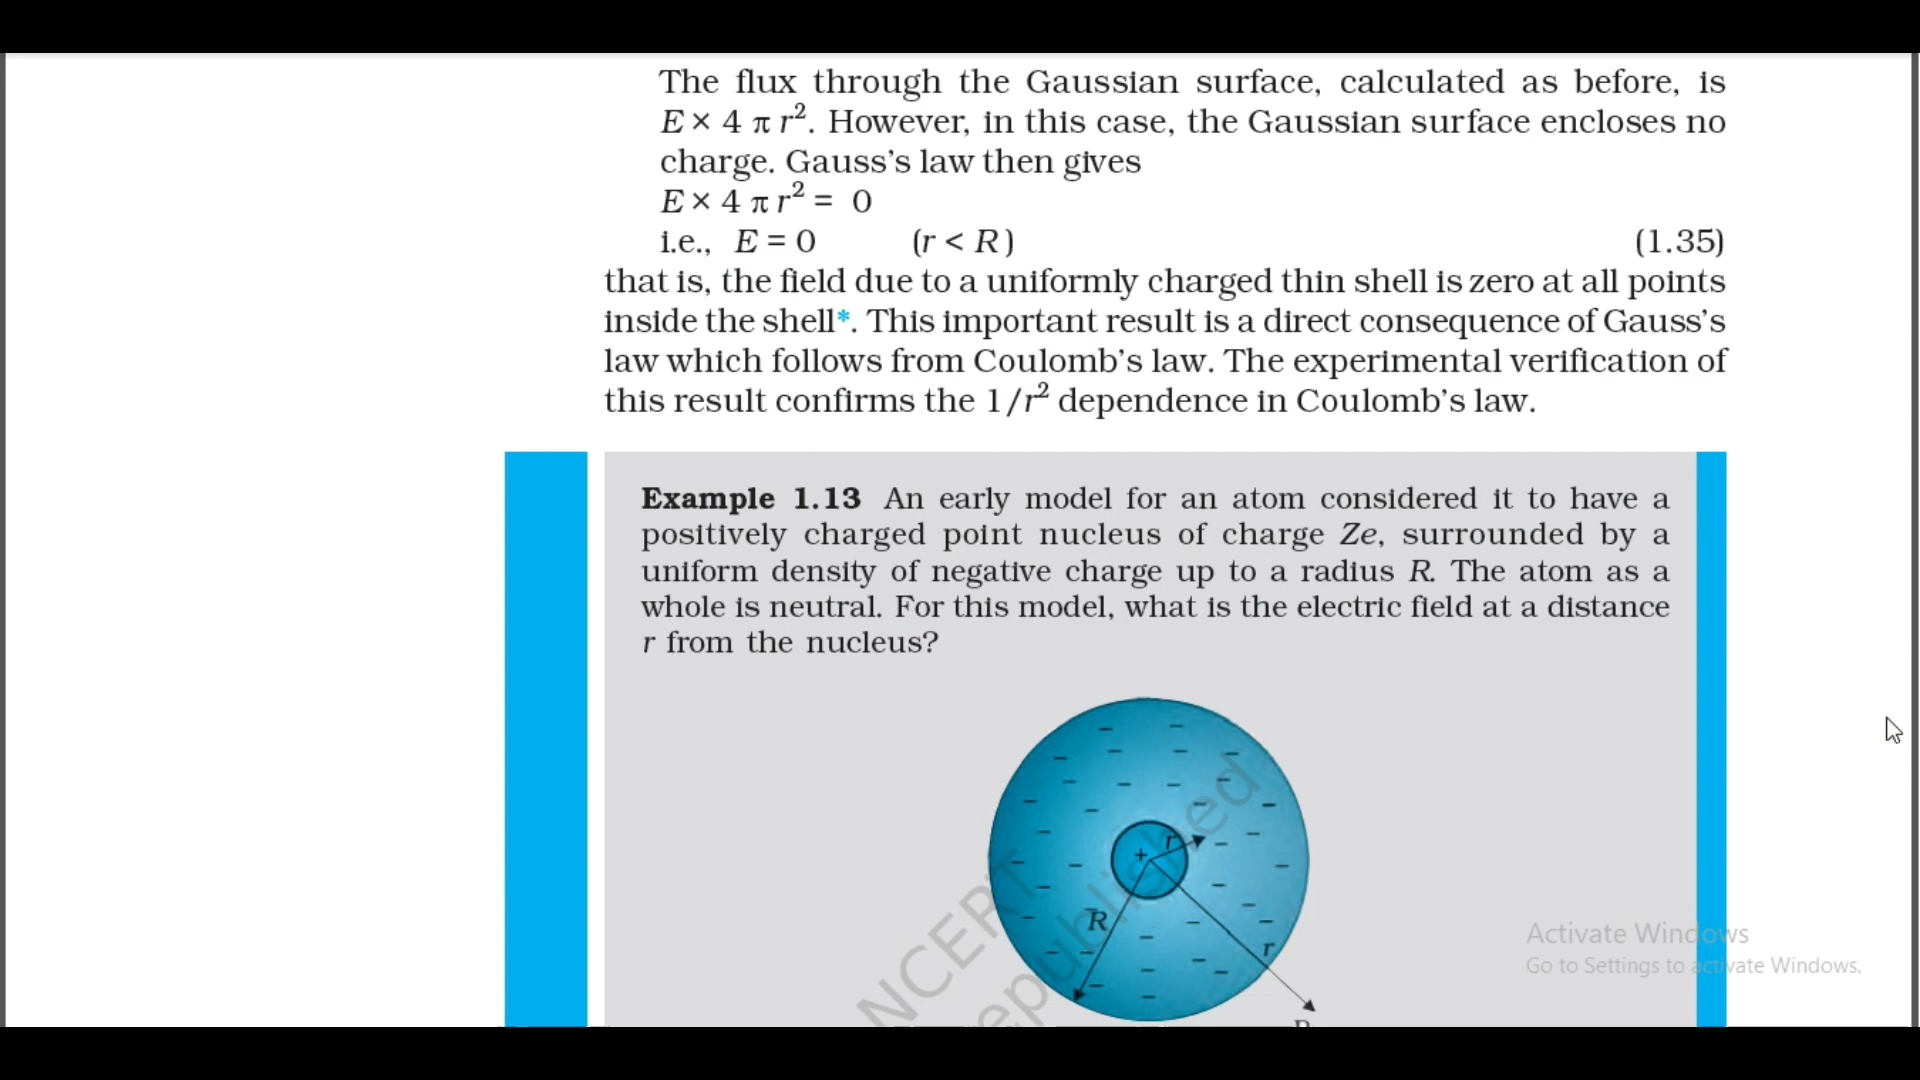 The flux through the Gaussian surface, calculated as before, is
E × 4 π r². However, in this case, the Gaussian surface encloses no
charge. Gauss’s law then gives
E × 4 π r² = 0
i.e., E = 0 (r < R) (1.35)
that is, the field due to a uniformly charged thin shell is zero at all points
inside the shell*. This important result is a direct consequence of Gauss’s
law which follows from Coulomb’s law. The experimental verification of
this result confirms the 1/r² dependence in Coulomb’s law.
Example 1.13 An early model for an atom considered it to have a
positively charged point nucleus of charge Ze, surrounded by a
uniform density of negative charge up to a radius R. The atom as a
whole is neutral. For this model, what is the electric field at a distance
r from the nucleus?
+ r
R
r
NCERT
epublished
Activate Windows
Go to Settings to activate Windows.